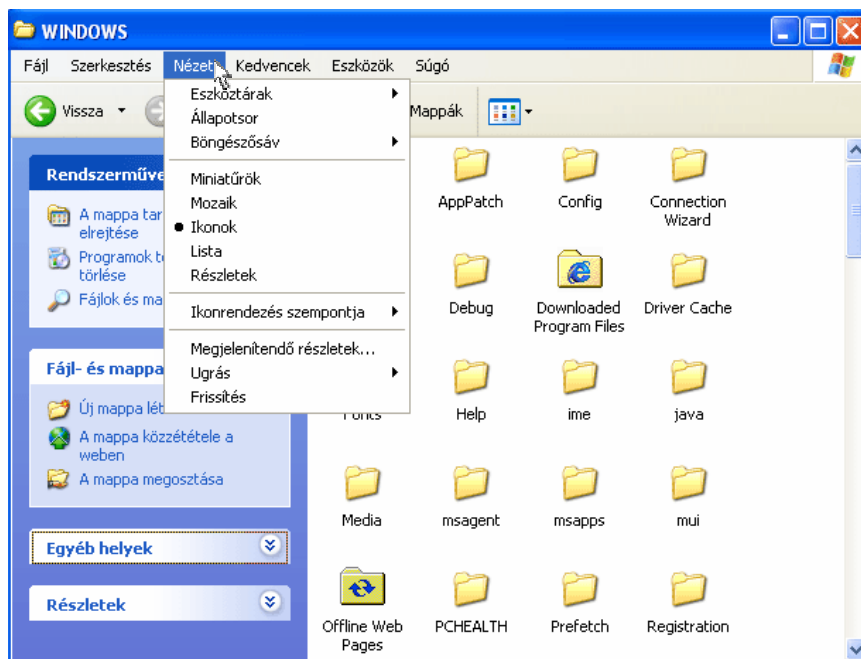 WINDOWS
Fájl Szerkesztés Nézet Kedvencek Eszközök Súgó
Vissza Mappák
Eszköztárak
Állapotsor
Böngészősáv
Miniatűrök
Mozaik
Ikonok
Lista
Részletek
Ikonrendezés szempontja
Megjelenítendő részletek...
Ugrás
Frissítés
Rendszerműve
A mappa tar
elrejtése
Programok t
törlése
Fájlok és ma
Fájl- és mappa
Új mappa lét
A mappa közzététele a
weben
A mappa megosztása
Egyéb helyek
Részletek
AppPatch Config Connection
Wizard
Debug Downloaded Driver Cache
Program Files
Fonts Help ime java
Media msagent msapps mui
Offline Web PCHEALTH Prefetch Registration
Pages